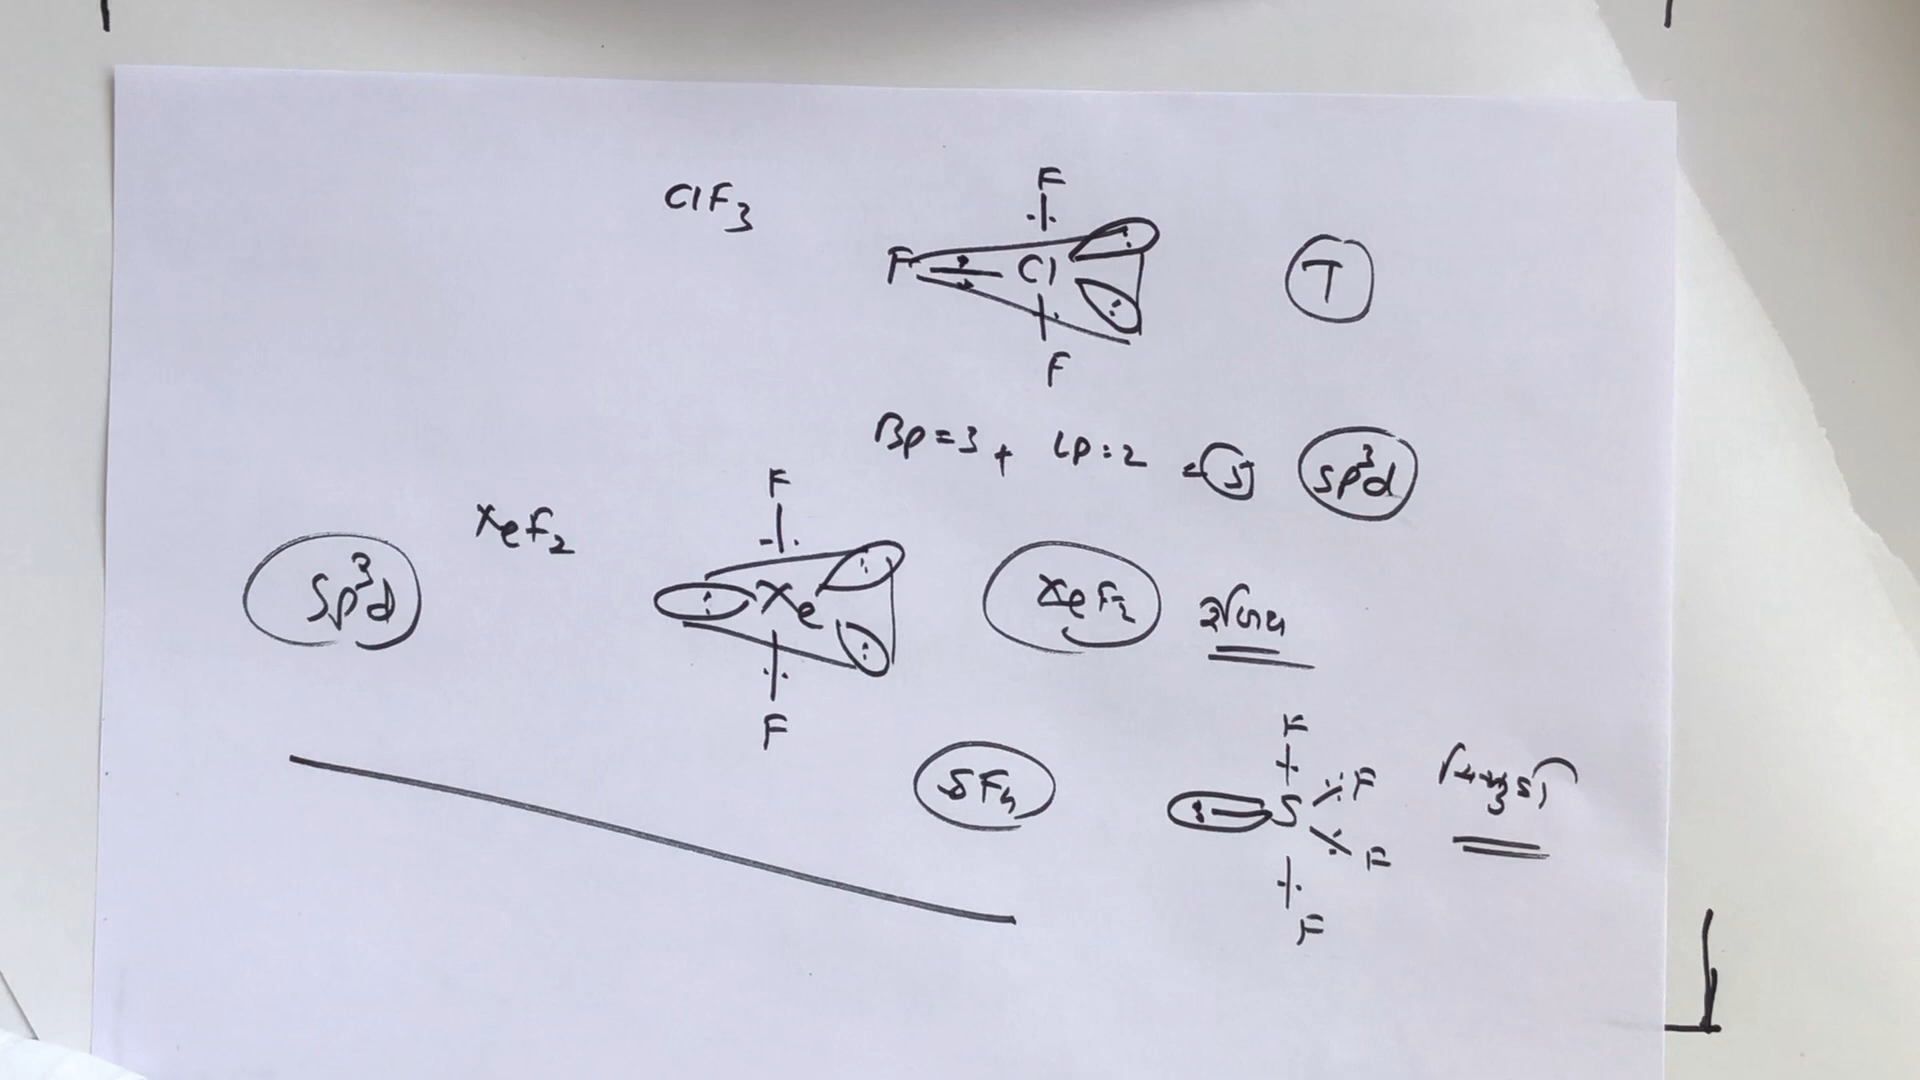 ClF3
F
F Cl
F
T
Bp=3 + Lp:2 =5 sp3d
XeF2
F
Xe
F
sp3d
XeF2
SF4
F
S F
F
F